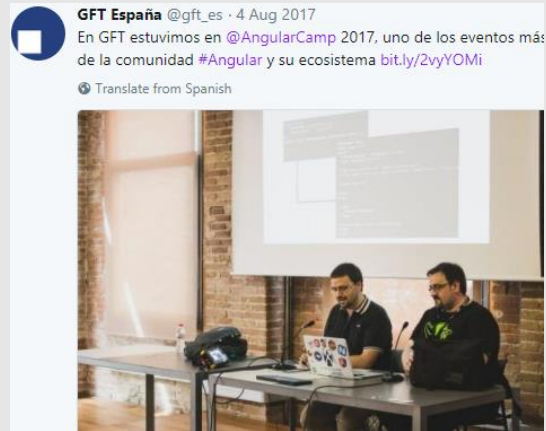 GFT España @gft_es · 4 Aug 2017
En GFT estuvimos en @AngularCamp 2017, uno de los eventos más
de la comunidad #Angular y su ecosistema bit.ly/2vyYOMi
Translate from Spanish